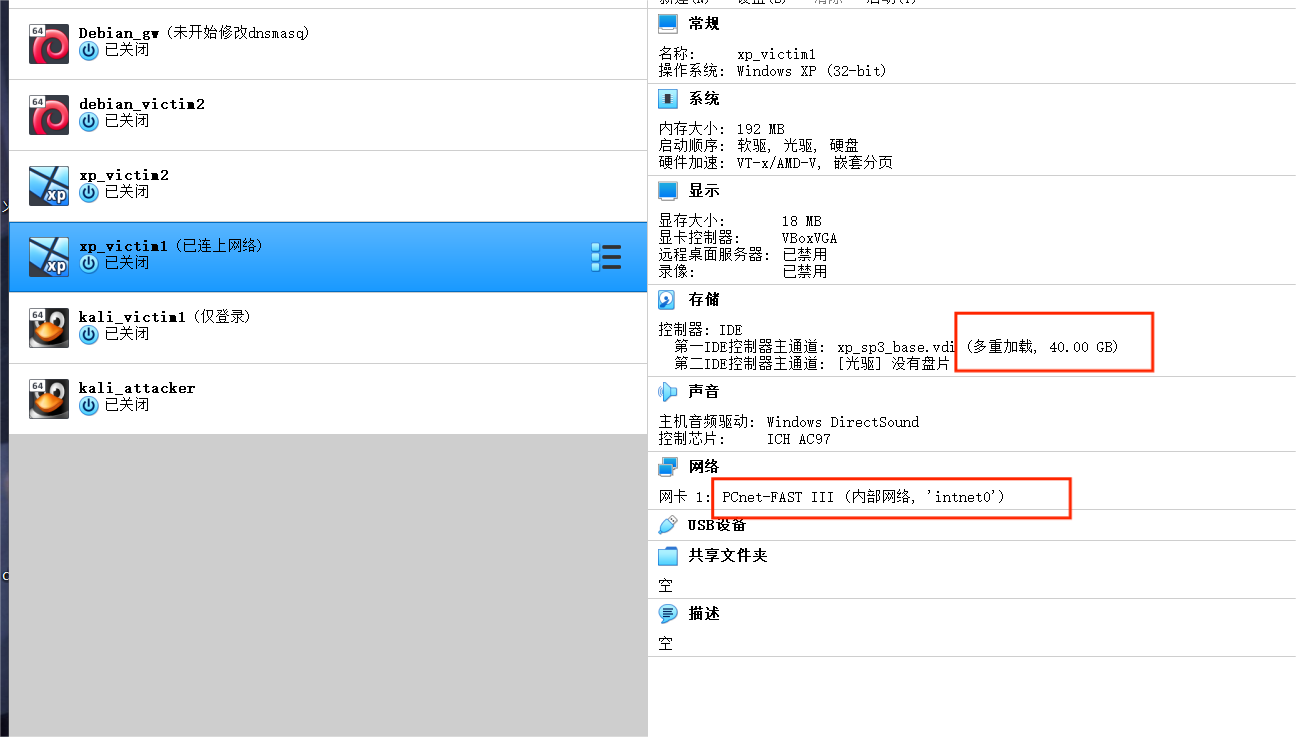 64
Debian_gw (未开始修改dnsmasq)
已关闭
64
debian_victim2
已关闭
xp
xp_victim2
已关闭
xp
xp_victim1 (已连上网络)
已关闭
64
kali_victim1 (仅登录)
已关闭
64
kali_attacker
已关闭
常规
名称: xp_victim1
操作系统: Windows XP (32-bit)
系统
内存大小: 192 MB
启动顺序: 软驱, 光驱, 硬盘
硬件加速: VT-x/AMD-V, 嵌套分页
显示
显存大小: 18 MB
显卡控制器: VBoxVGA
远程桌面服务器: 已禁用
录像: 已禁用
存储
控制器: IDE
第一IDE控制器主通道: xp_sp3_base.vdi (多重加载, 40.00 GB)
第二IDE控制器主通道: [光驱] 没有盘片
声音
主机音频驱动: Windows DirectSound
控制芯片: ICH AC97
网络
网卡 1: PCnet-FAST III (内部网络, 'intnet0')
USB设备
共享文件夹
空
描述
空